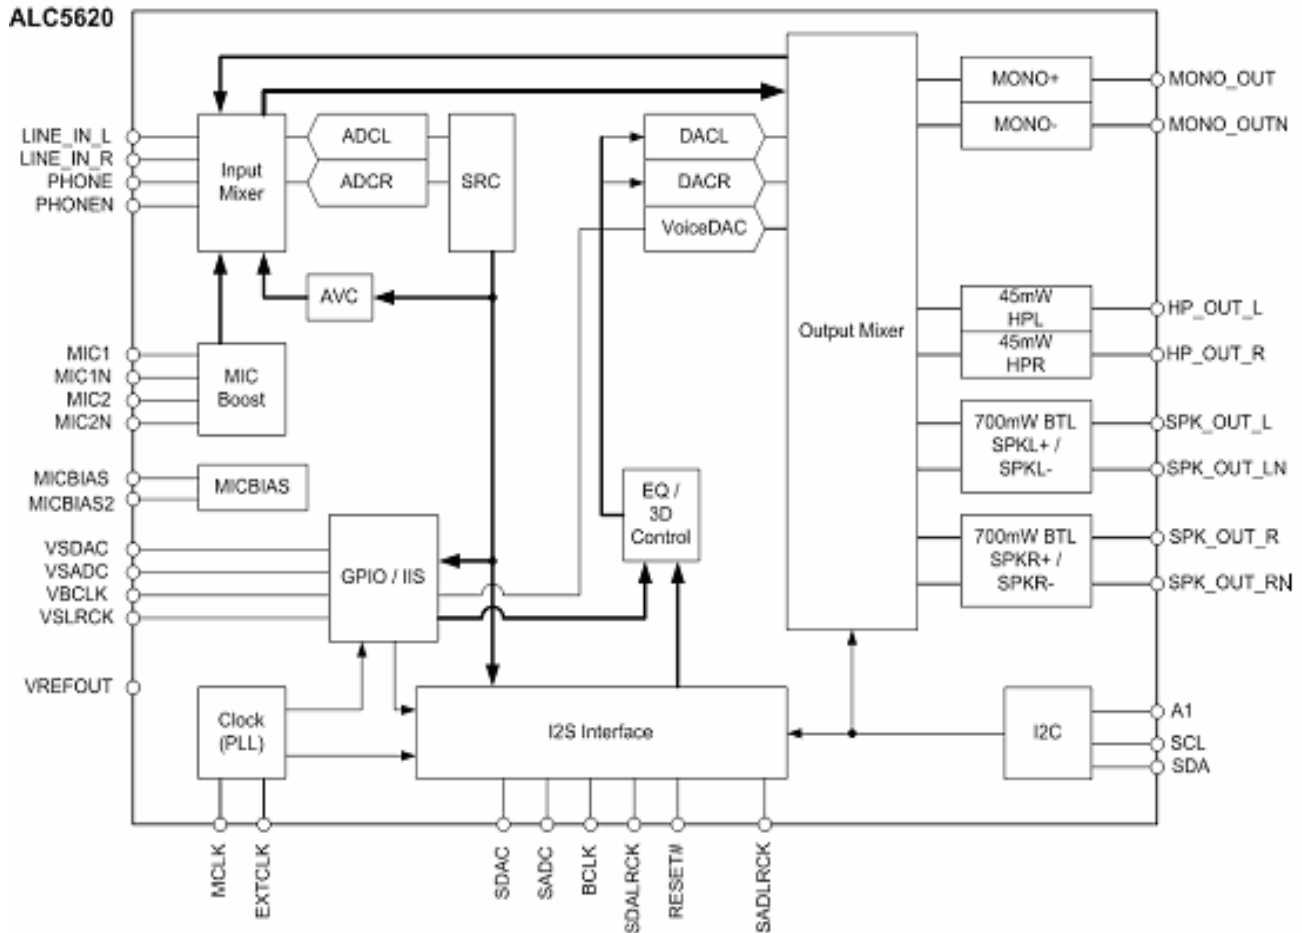 ALC5620
LINE_IN_L
LINE_IN_R
PHONE
PHONEN
MIC1
MIC1N
MIC2
MIC2N
MICBIAS
MICBIAS2
VSDAC
VSADC
VBCLK
VSLRCK
VREFOUT
Input
Mixer
ADCL
ADCR
SRC
AVC
MIC
Boost
MICBIAS
GPIO / IIS
Clock
(PLL)
I2S Interface
DACL
DACR
VoiceDAC
EQ /
3D
Control
Output Mixer
MONO+
MONO-
45mW
HPL
45mW
HPR
700mW BTL
SPKL+ /
SPKL-
700mW BTL
SPKR+ /
SPKR-
I2C
MONO_OUT
MONO_OUTN
HP_OUT_L
HP_OUT_R
SPK_OUT_L
SPK_OUT_LN
SPK_OUT_R
SPK_OUT_RN
A1
SCL
SDA
MCLK
EXTCLK
SDAC
SADC
BCLK
SDALRCK
RESET#
SADLRCK